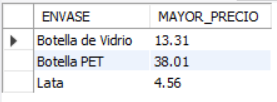 ENVASE MAYOR_PRECIO
Botella de Vidrio 13.31
Botella PET 38.01
Lata 4.56